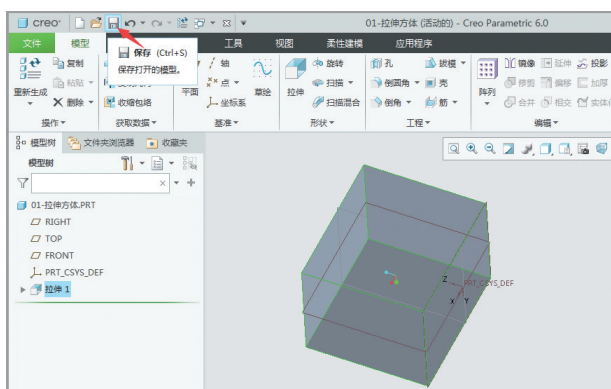 creo
01-拉伸方体 (活动的) - Creo Parametric 6.0
文件 模型 工具 视图 柔性建模 应用程序
保存 (Ctrl+S)
保存打开的模型。
重新生成
复制
粘贴
删除
收缩包络
平面
轴
点
坐标系
草绘
拉伸
旋转
扫描
扫描混合
孔
倒圆角
倒角
拔模
壳
筋
阵列
镜像
延伸
投影
修剪
偏移
加厚
合并
相交
实体化
操作 获取数据 基准 形状 工程 编辑
模型树 文件夹浏览器 收藏夹
模型树
01-拉伸方体.PRT
RIGHT
TOP
FRONT
PRT_CSYS_DEF
拉伸 1
Z PRT_CSYS_DEF
X Y